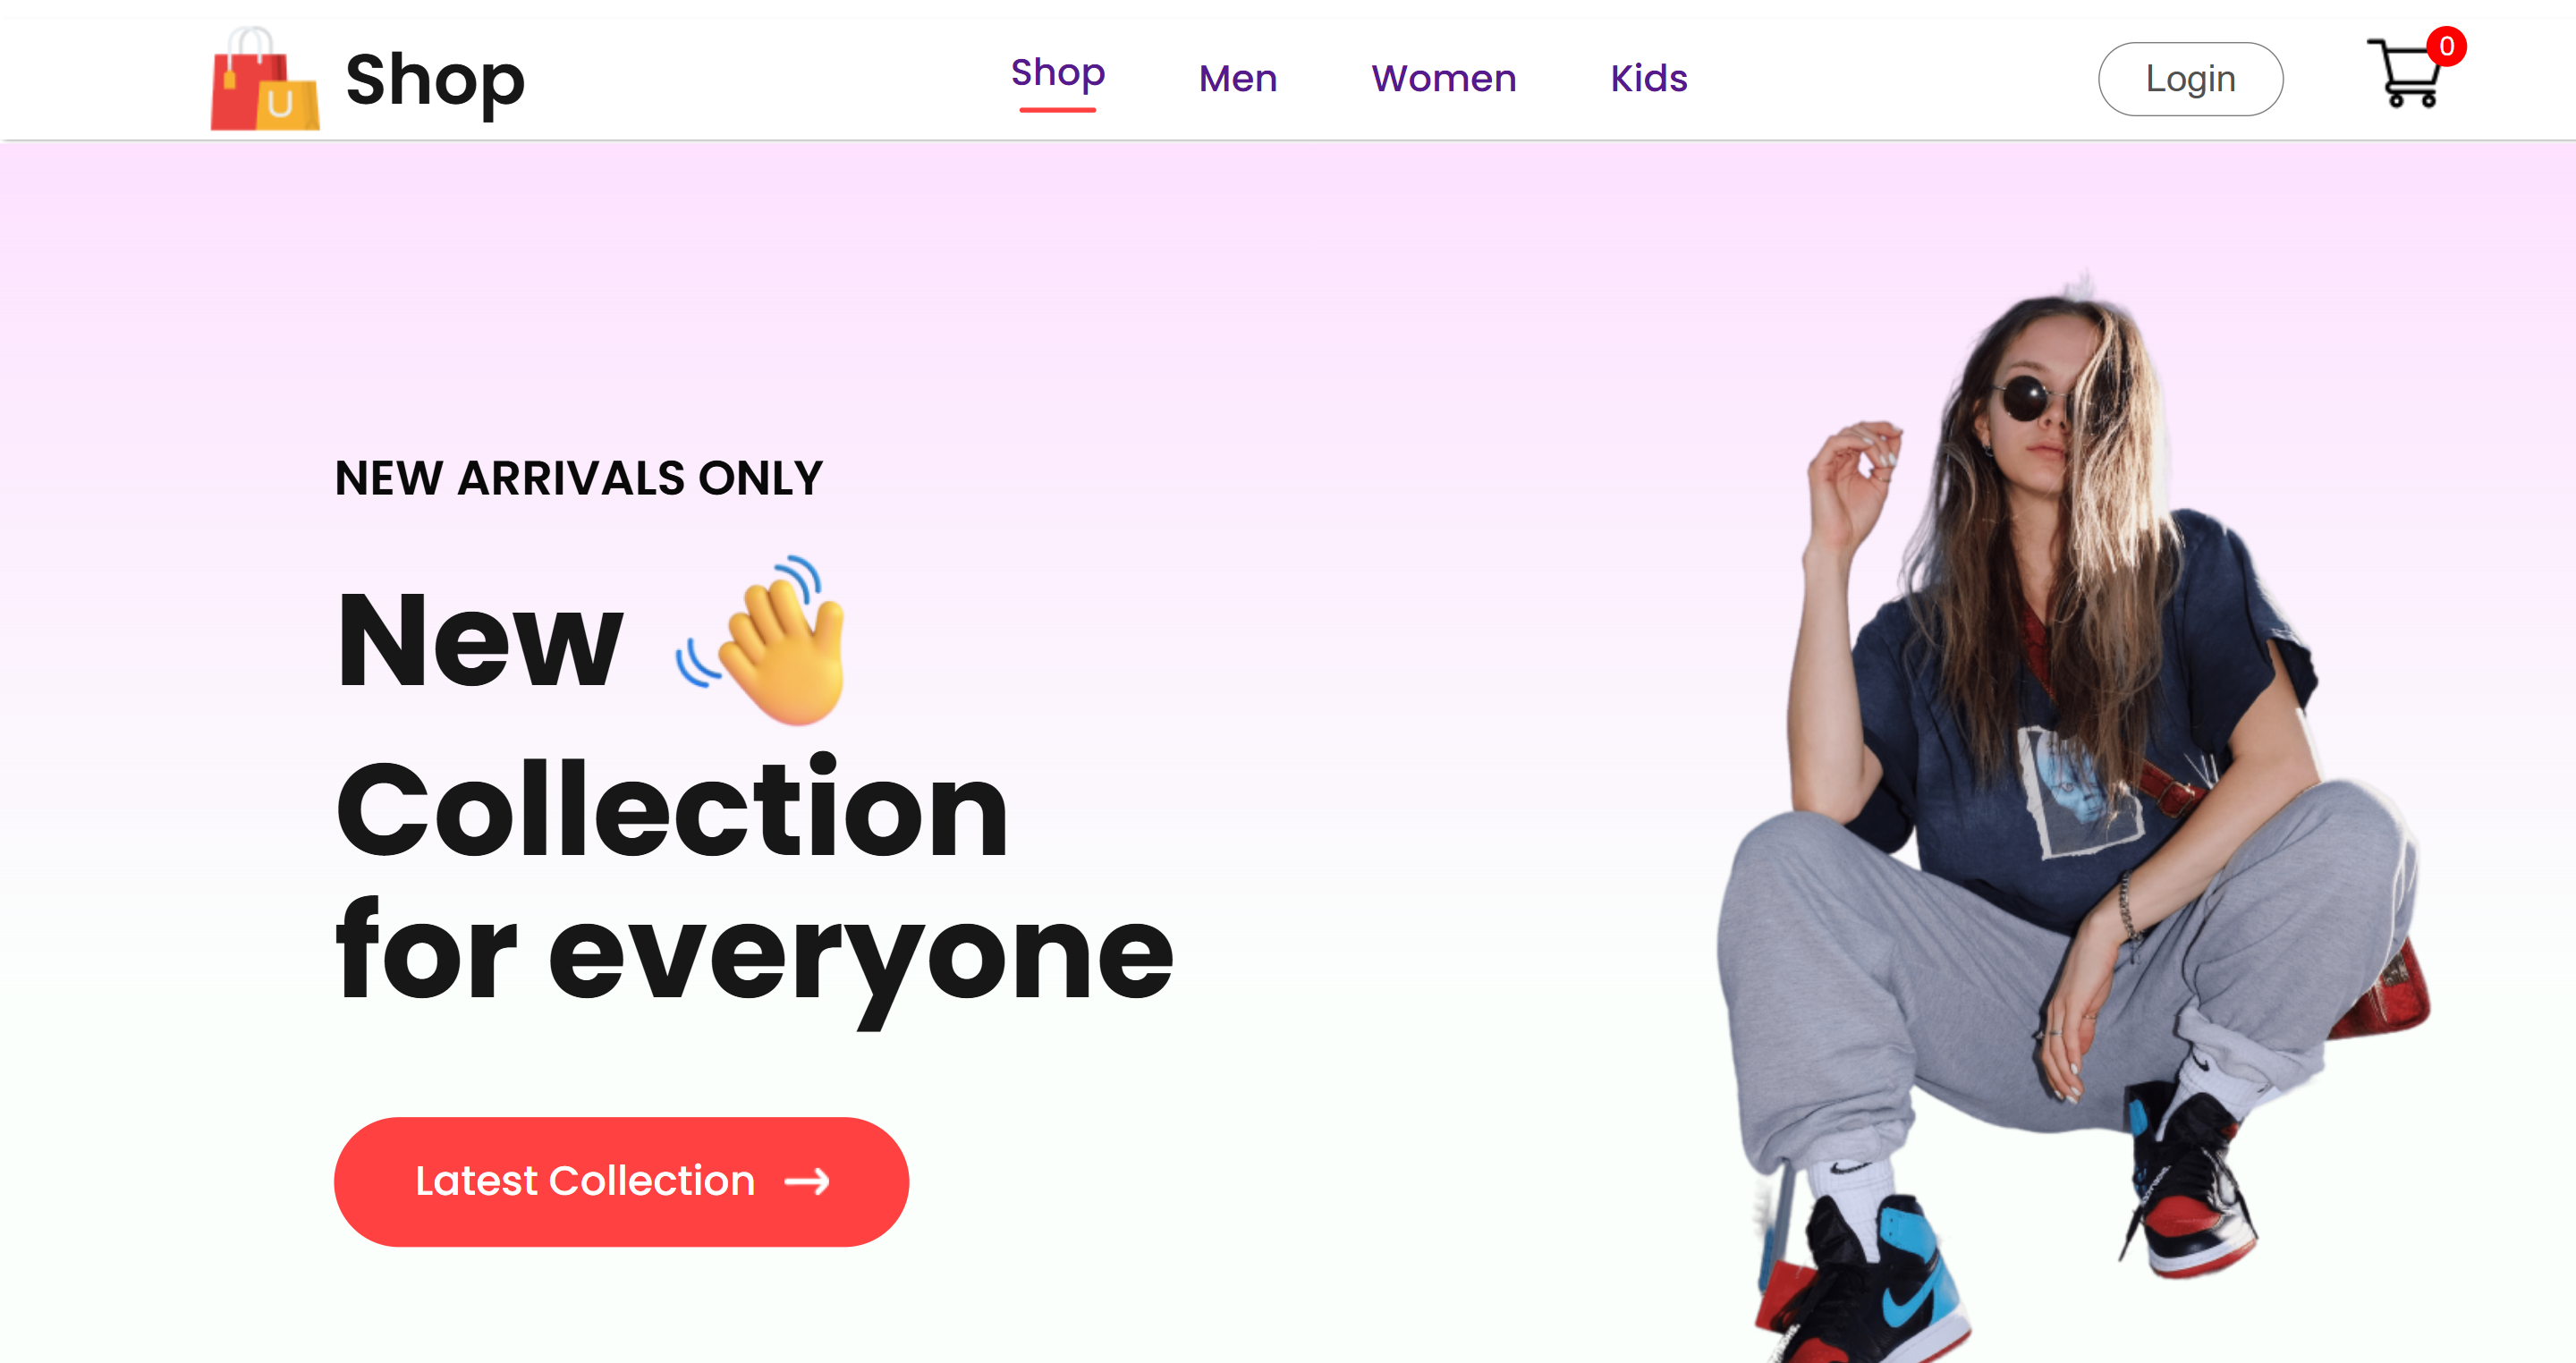 Shop
Shop Men Women Kids
Login
0
NEW ARRIVALS ONLY
New 👋
Collection
for everyone
Latest Collection →